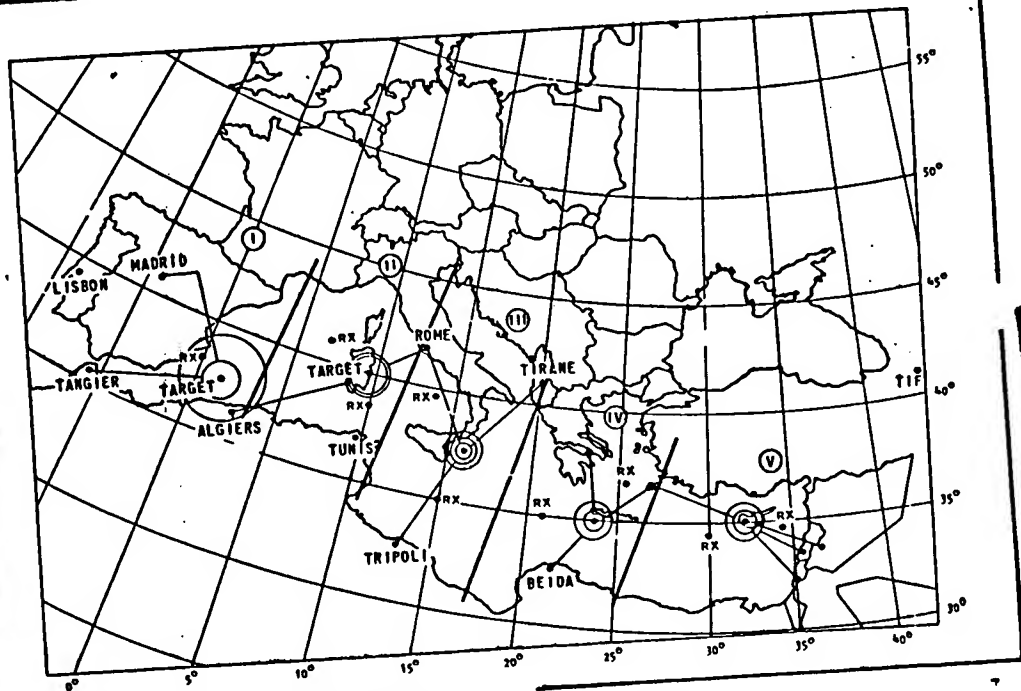 55°
50°
I
II
MADRID
LISBON
45°
III
RX
ROME
RX
TIRENE
TARGET
TANGIER
TARGET
TIF
40°
ALGIERS
RX
RX
IV
TUNIS
V
RX
35°
RX
RX
RX
RX
TRIPOLI
BEIDA
30°
0°
5°
10°
15°
20°
25°
30°
35°
40°